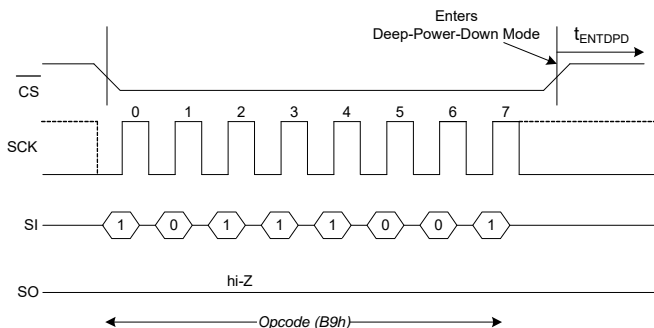 Enters
Deep-Power-Down Mode
tENTDPD
CS
0 1 2 3 4 5 6 7
SCK
SI 1 0 1 1 1 0 0 1
hi-Z
SO
Opcode (B9h)